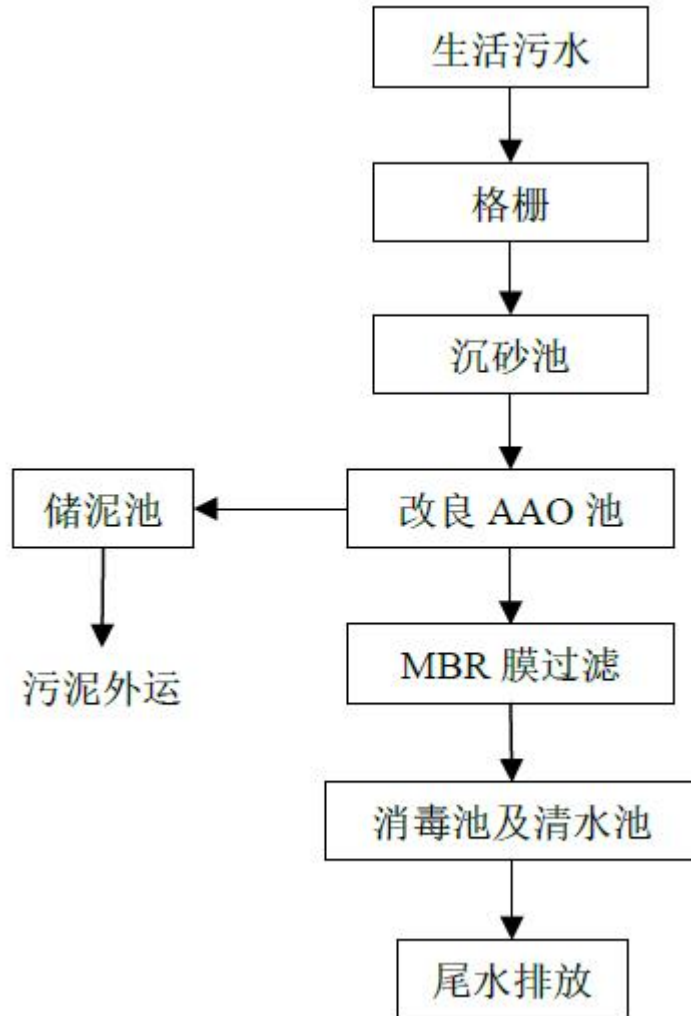 生活污水
格栅
沉砂池
储泥池
改良 AAO 池
污泥外运
MBR 膜过滤
消毒池及清水池
尾水排放